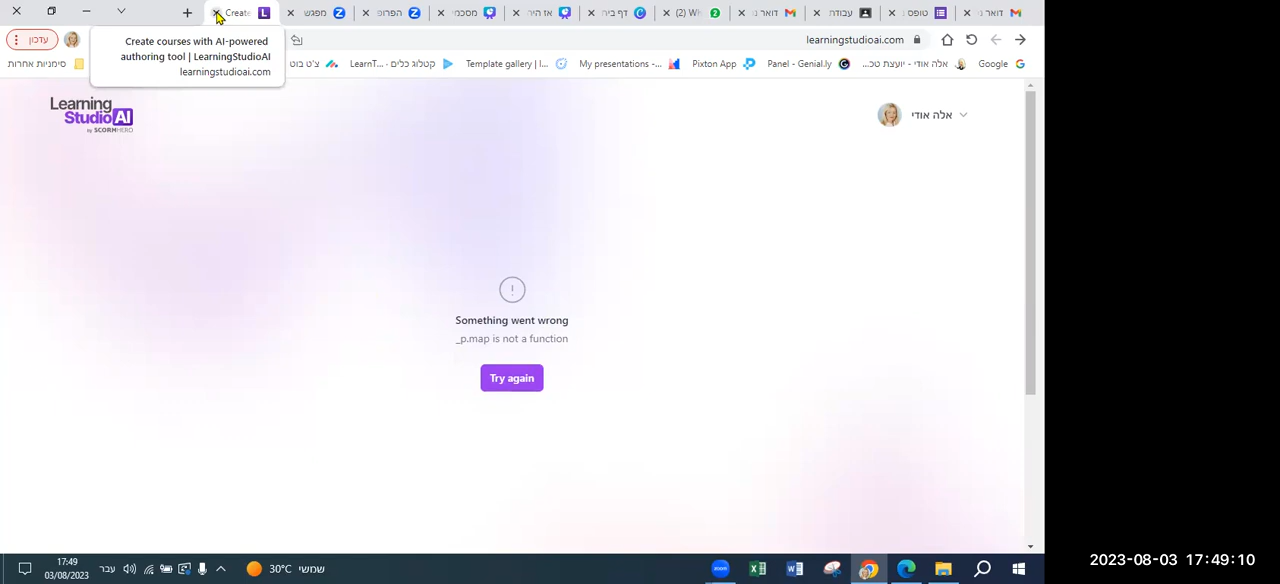 Create
מפגש
הפרופ
מסכמי
אז היה
דף בית
(2) Wh
דואר נ
עבודה
טופס נ
דואר נ
עדכון
learningstudioai.com
Create courses with AI-powered
authoring tool | LearningStudioAI
learningstudioai.com
Google
אלה אודי - יועצת טכ...
Panel - Genial.ly
Pixton App
My presentations -...
Template gallery | I...
קטלוג כלים - LearnT...
צ'ט בוט
סימניות אחרות
Learning
Studio AI
by SCORMHERO
אלה אודי
Something went wrong
_p.map is not a function
Try again
17:49
03/08/2023
עבר
30°C שמשי
zoom
2023-08-03 17:49:10